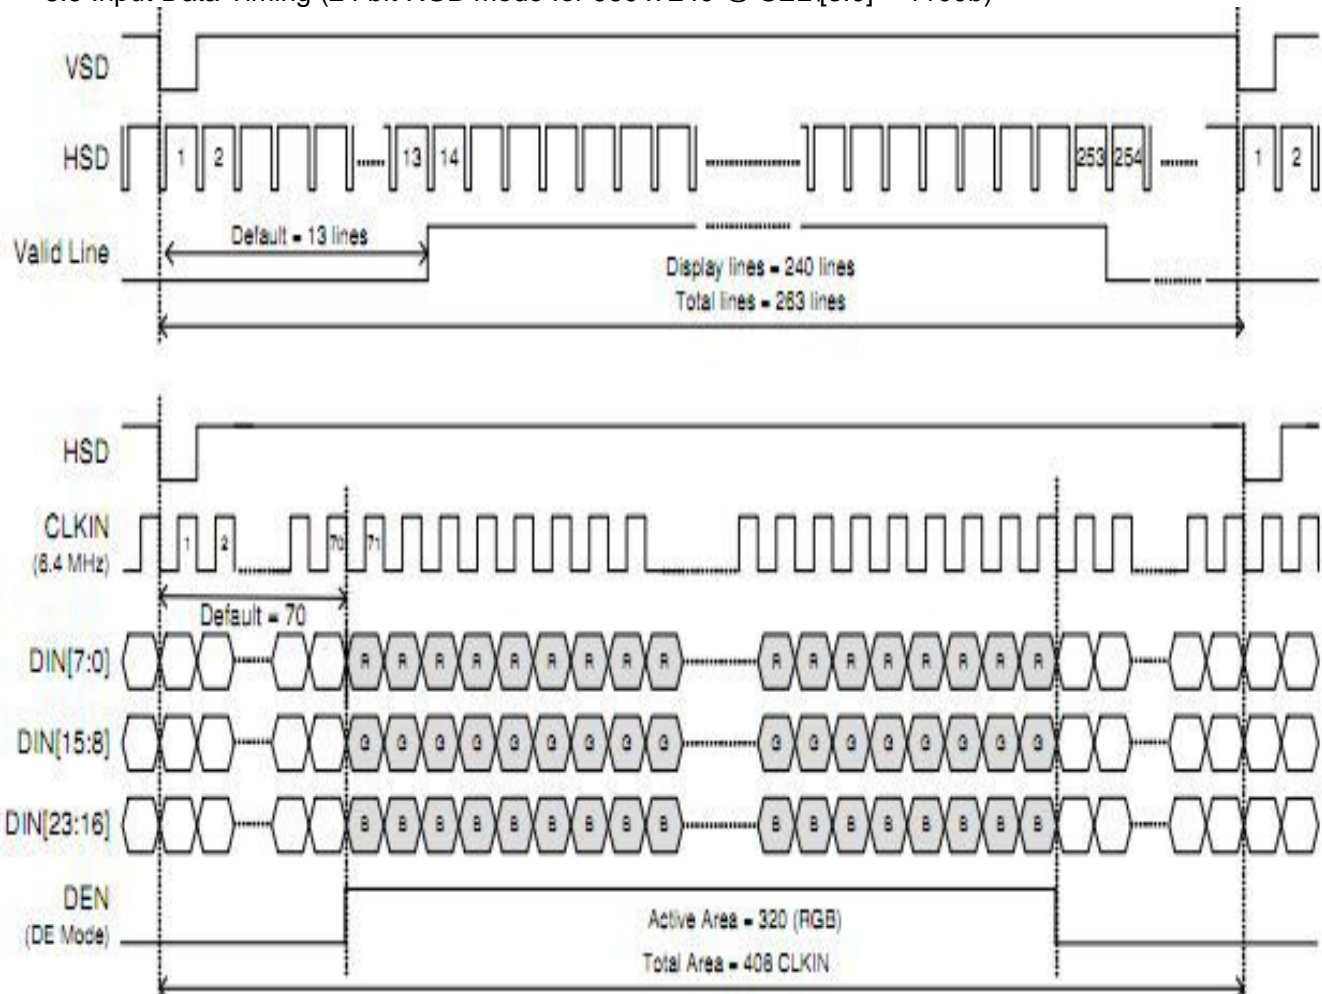 VSD
HSD 1 2 13 14 253 254 1 2
Default = 13 lines
Valid Line
Display lines = 240 lines
Total lines = 263 lines
HSD
CLKIN 1 2 70 71
(6.4 MHz)
Default = 70
DIN[7:0] R R R R R R R R R R R R R R R R R
DIN[15:8] G G G G G G G G G G G G G G G G G
DIN[23:16] B B B B B B B B B B B B B B B B B
DEN
(DE Mode)
Active Area = 320 (RGB)
Total Area = 408 CLKIN